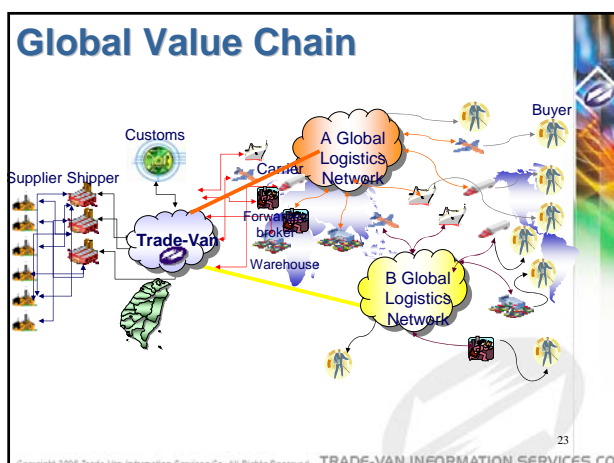 Global Value Chain
Customs
Supplier Shipper
Trade-Van
Carrier
Forwarder
broker
Warehouse
A Global
Logistics
Network
Buyer
B Global
Logistics
Network
23
TRADE-VAN INFORMATION SERVICES CO